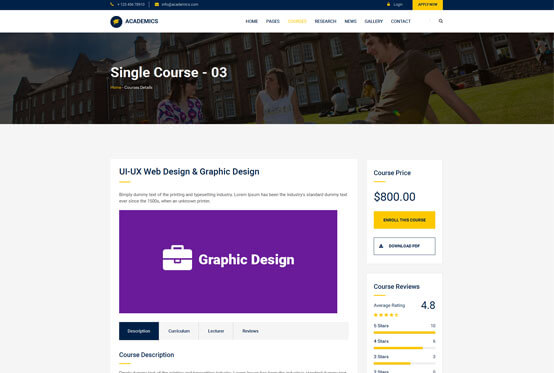 + 123 456 78910
info@academics.com
Login
APPLY NOW
ACADEMICS
HOME
PAGES
COURSES
RESEARCH
NEWS
GALLERY
CONTACT
Single Course - 03
Home - Courses Details
UI-UX Web Design & Graphic Design
Simply dummy text of the printing and typesetting industry. Lorem Ipsum has been the industry's standard dummy text
ever since the 1500s, when an unknown printer.
Graphic Design
Description
Curriculum
Lecturer
Reviews
Course Description
Course Price
$800.00
ENROLL THIS COURSE
DOWNLOAD PDF
Course Reviews
Average Rating 4.8
5 Stars 10
4 Stars 6
3 Stars 3